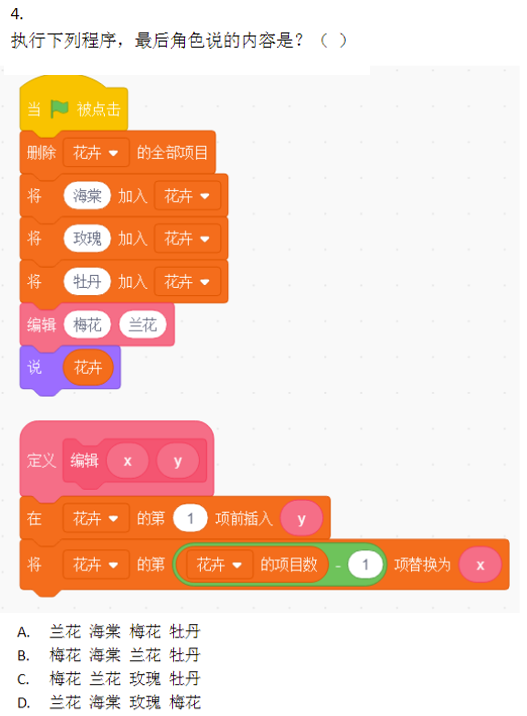 4.
执行下列程序，最后角色说的内容是？（ ）
当 被点击
删除 花卉 的全部项目
将 海棠 加入 花卉
将 玫瑰 加入 花卉
将 牡丹 加入 花卉
编辑 梅花 兰花
说 花卉
定义 编辑 x y
在 花卉 的第 1 项前插入 y
将 花卉 的第 花卉 的项目数 - 1 项替换为 x
A. 兰花 海棠 梅花 牡丹
B. 梅花 海棠 兰花 牡丹
C. 梅花 兰花 玫瑰 牡丹
D. 兰花 海棠 玫瑰 梅花